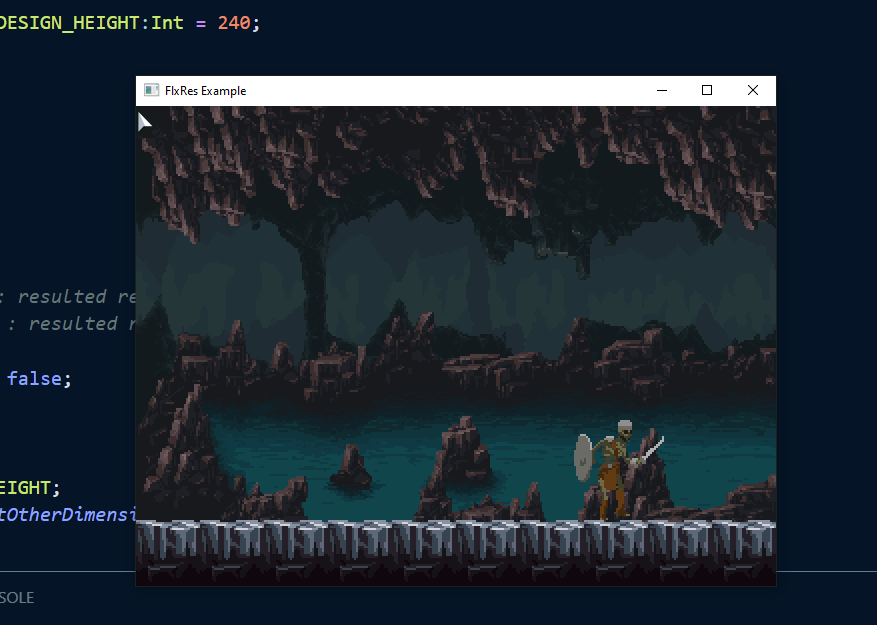 DESIGN_HEIGHT:Int = 240;
FlxRes Example
: resulted re
: resulted r
false;
EIGHT;
tOtherDimensi
SOLE